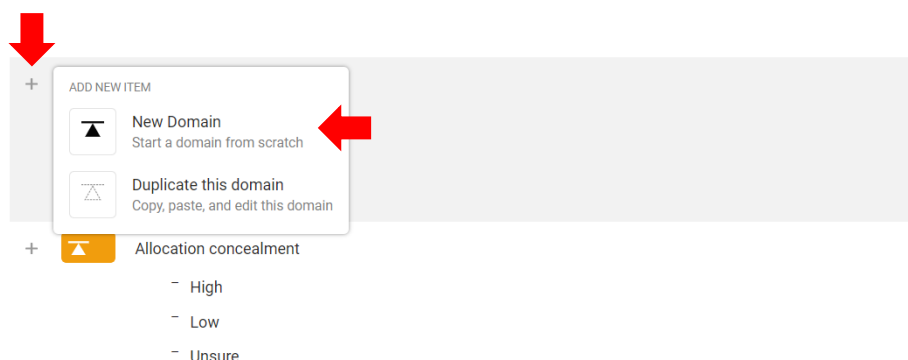 ADD NEW ITEM
New Domain
Start a domain from scratch
Duplicate this domain
Copy, paste, and edit this domain
Allocation concealment
High
Low
Unsure